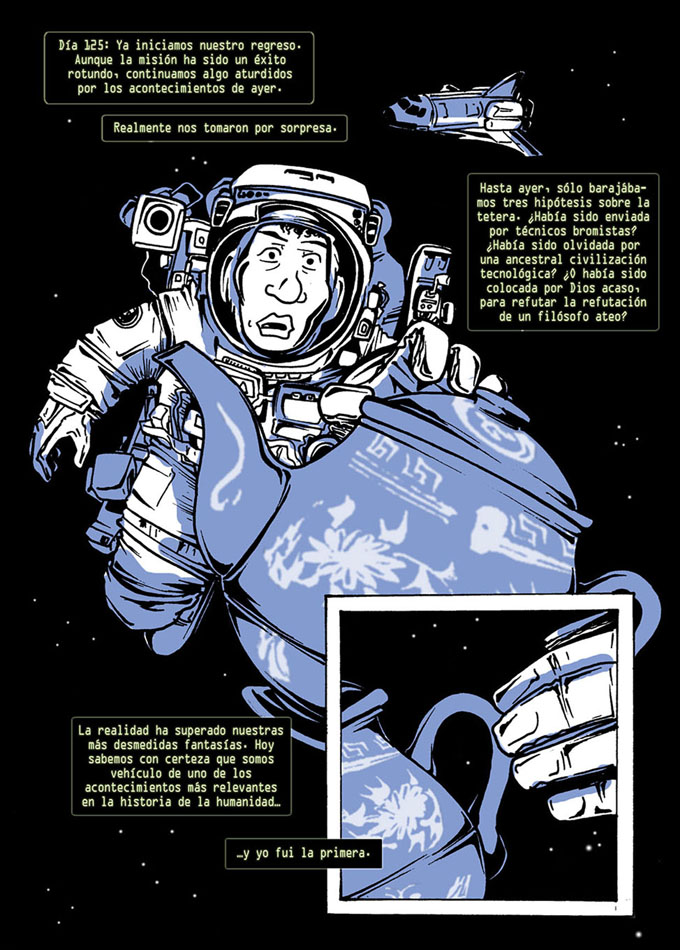 Día 125: Ya iniciamos nuestro regreso.
Aunque la misión ha sido un éxito
rotundo, continuamos algo aturdidos
por los acontecimientos de ayer.
Realmente nos tomaron por sorpresa.
Hasta ayer, sólo barajába-
mos tres hipótesis sobre la
tetera. ¿Había sido enviada
por técnicos bromistas?
¿Había sido olvidada por
una ancestral civilización
tecnológica? ¿O había sido
colocada por Dios acaso,
para refutar la refutación
de un filósofo ateo?
La realidad ha superado nuestras
más desmedidas fantasías. Hoy
sabemos con certeza que somos
vehículo de uno de los
acontecimientos más relevantes
en la historia de la humanidad…
…y yo fui la primera.